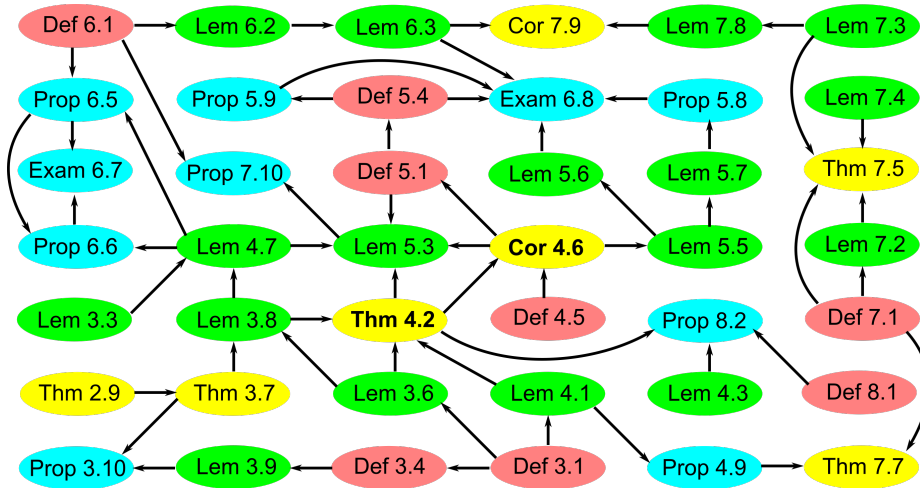 Def 6.1
Lem 6.2
Lem 6.3
Cor 7.9
Lem 7.8
Lem 7.3
Prop 6.5
Prop 5.9
Def 5.4
Exam 6.8
Prop 5.8
Lem 7.4
Exam 6.7
Prop 7.10
Def 5.1
Lem 5.6
Lem 5.7
Thm 7.5
Prop 6.6
Lem 4.7
Lem 5.3
Cor 4.6
Lem 5.5
Lem 7.2
Lem 3.3
Lem 3.8
Thm 4.2
Def 4.5
Prop 8.2
Def 7.1
Thm 2.9
Thm 3.7
Lem 3.6
Lem 4.1
Lem 4.3
Def 8.1
Prop 3.10
Lem 3.9
Def 3.4
Def 3.1
Prop 4.9
Thm 7.7